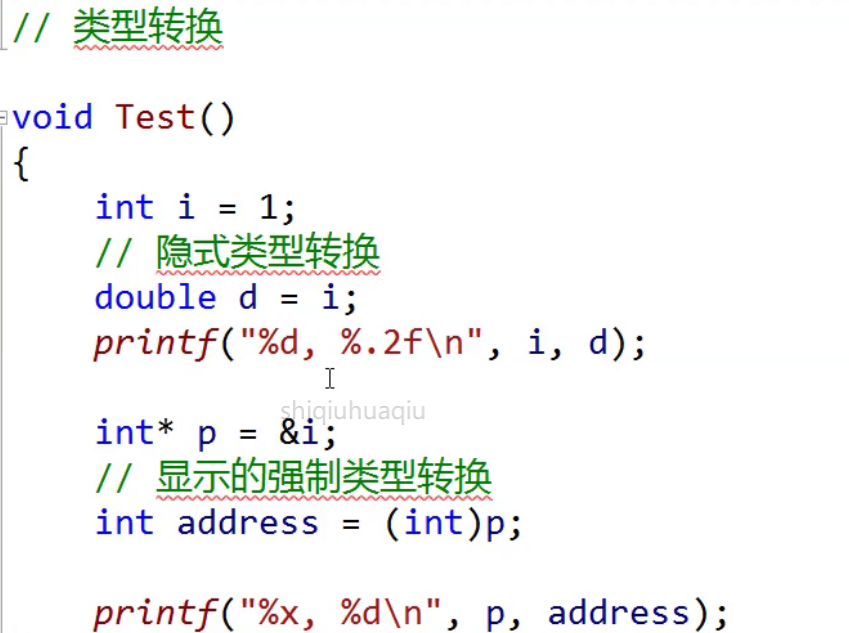 // 类型转换
void Test()
{
int i = 1;
// 隐式类型转换
double d = i;
printf("%d, %.2f\n", i, d);
shiqiuhuaqiu
int* p = &i;
// 显示的强制类型转换
int address = (int)p;
printf("%x, %d\n", p, address);